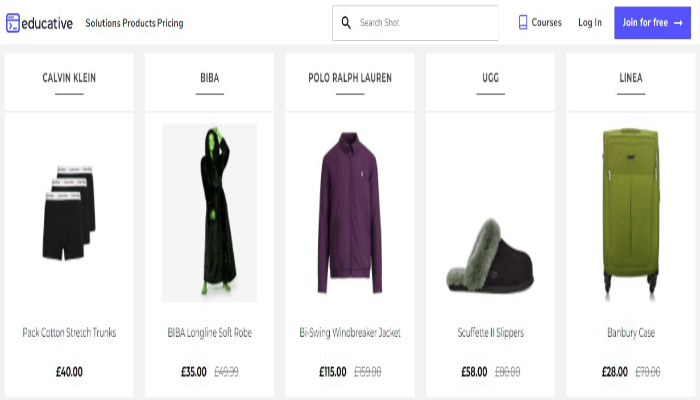 educative Solutions Products Pricing Search Shot Courses Log In Join for free →
CALVIN KLEIN
BIBA
POLO RALPH LAUREN
UGG
LINEA
Pack Cotton Stretch Trunks
BIBA Longline Soft Robe
Bi-Swing Windbreaker Jacket
Scuffette II Slippers
Banbury Case
£40.00
£35.00 £49.99
£115.00 £159.00
£58.00 £80.00
£28.00 £70.00